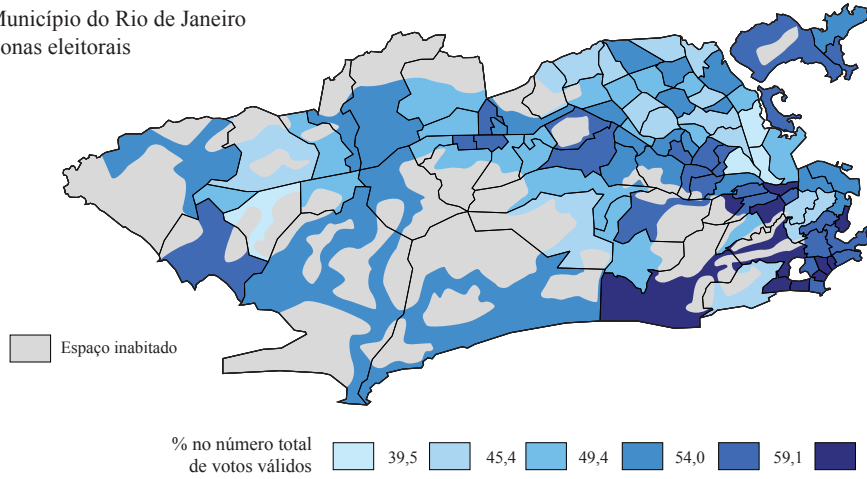 Município do Rio de Janeiro
onas eleitorais
Espaço inabitado
% no número total
de votos válidos
39,5
45,4
49,4
54,0
59,1